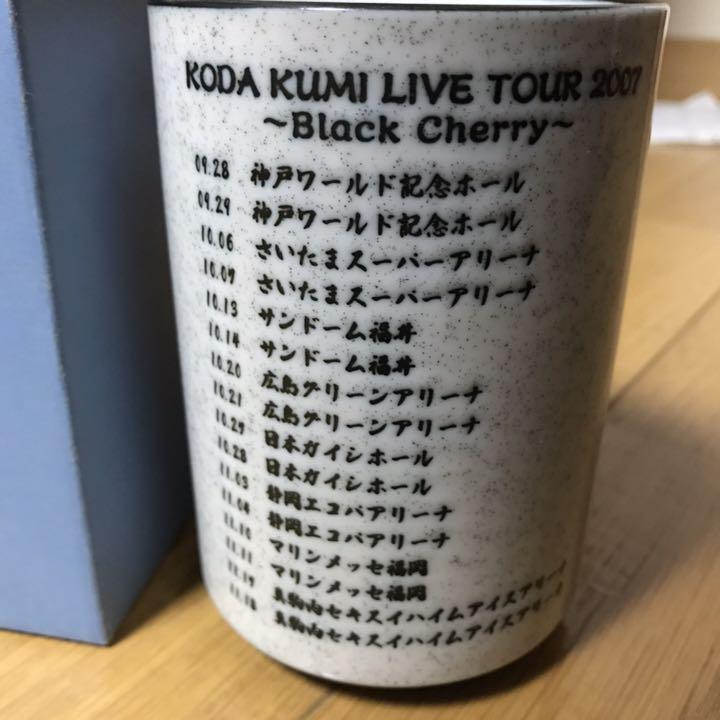 KODA KUMI LIVE TOUR 2007
~Black Cherry~
09.28 神戸ワールド記念ホール
09.29 神戸ワールド記念ホール
10.06 さいたまスーパーアリーナ
10.07 さいたまスーパーアリーナ
10.13 サンドーム福井
10.14 サンドーム福井
10.20 広島グリーンアリーナ
10.21 広島グリーンアリーナ
10.27 日本ガイシホール
10.28 日本ガイシホール
11.03 静岡エコパアリーナ
11.04 静岡エコパアリーナ
11.10 マリンメッセ福岡
11.11 マリンメッセ福岡
11.17 真駒内セキスイハイムアイスアリーナ
11.18 真駒内セキスイハイムアイスアリーナ